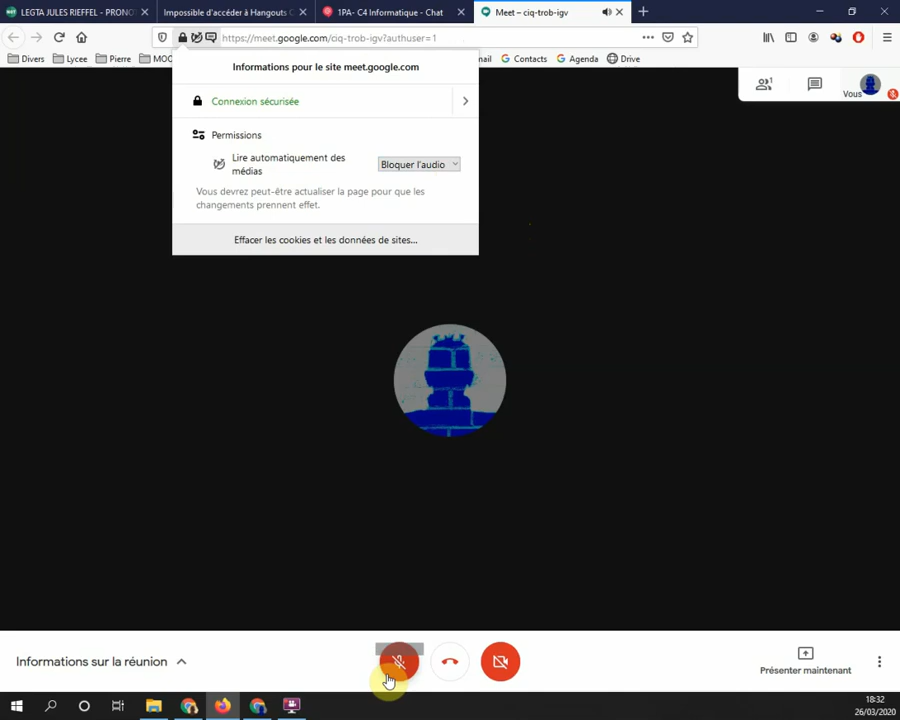 LEGTA JULES RIEFFEL - PRONO
Impossible d'accéder à Hangouts C
1PA- C4 Informatique - Chat
Meet – ciq-trob-igv
https://meet.google.com/ciq-trob-igv?authuser=1
Divers
Lycee
Pierre
MOO
mail
Contacts
Agenda
Drive
Informations pour le site meet.google.com
Connexion sécurisée
Permissions
Lire automatiquement des
médias
Bloquer l'audio
Vous devrez peut-être actualiser la page pour que les
changements prennent effet.
Effacer les cookies et les données de sites...
1
Vous
Informations sur la réunion
Présenter maintenant
18:32
26/03/2020